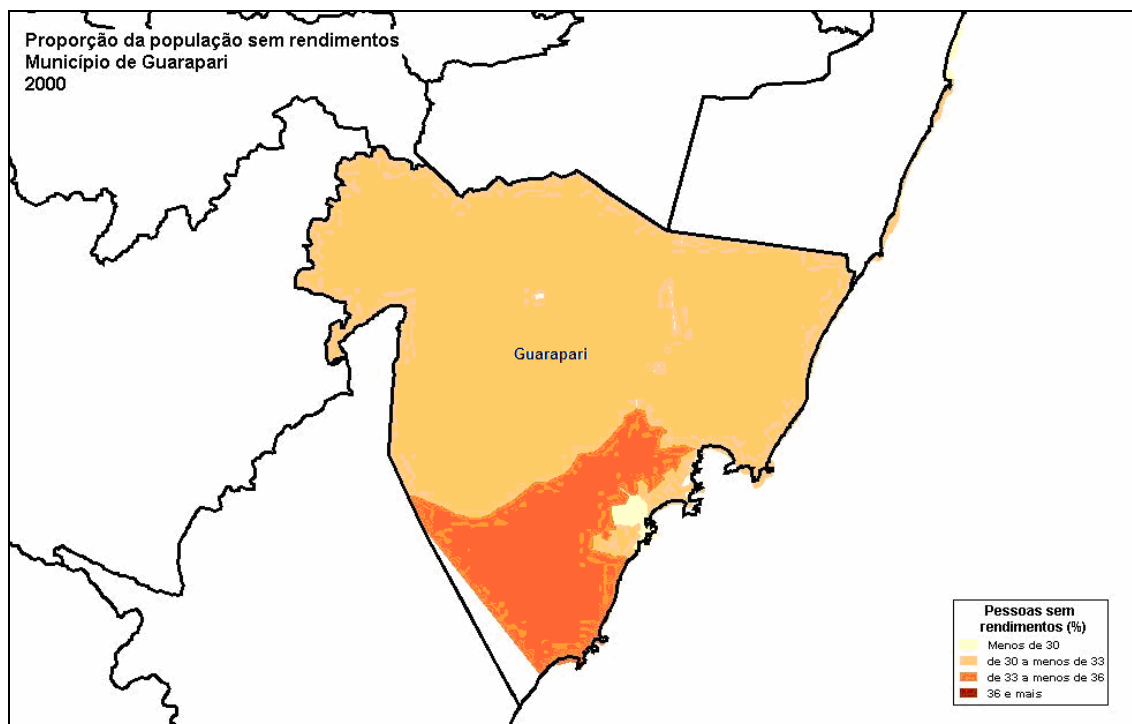 Proporção da população sem rendimentos
Município de Guarapari
2000
Guarapari
Pessoas sem
rendimentos (%)
Menos de 30
de 30 a menos de 33
de 33 a menos de 36
36 e mais